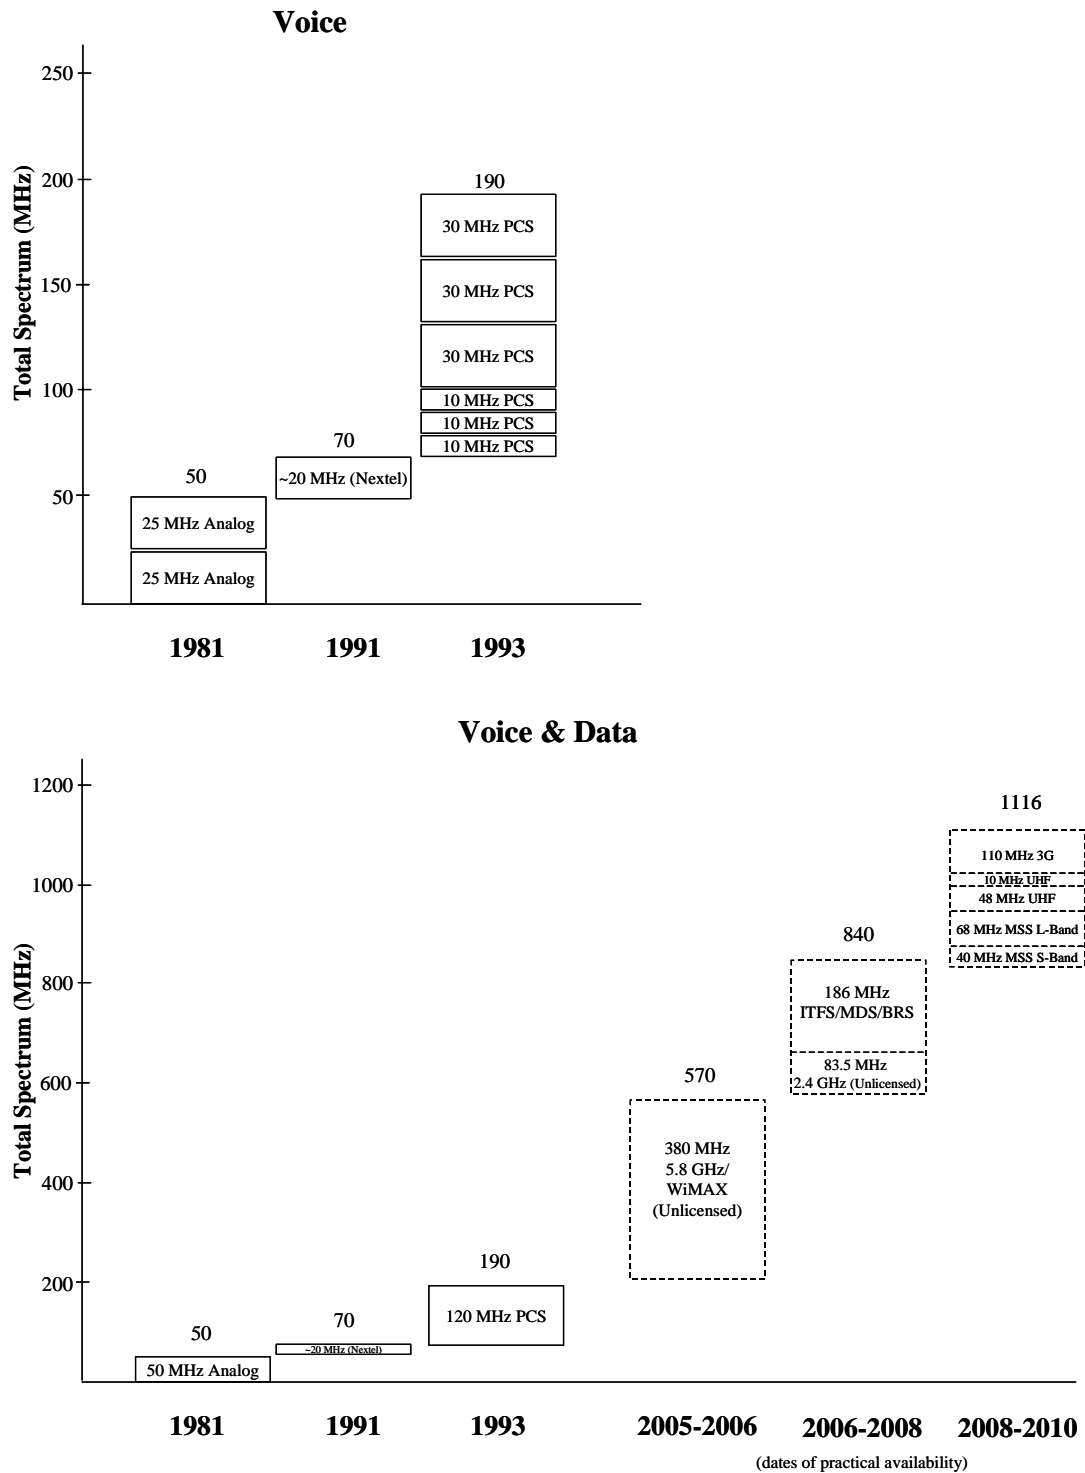 Voice
Total Spectrum (MHz)
250
200
150
100
50
190
30 MHz PCS
30 MHz PCS
30 MHz PCS
10 MHz PCS
10 MHz PCS
10 MHz PCS
70
~20 MHz (Nextel)
50
25 MHz Analog
25 MHz Analog
1981
1991
1993
Voice & Data
Total Spectrum (MHz)
1200
1000
800
600
400
200
1116
110 MHz 3G
10 MHz UHF
48 MHz UHF
68 MHz MSS L-Band
40 MHz MSS S-Band
840
186 MHz
ITFS/MDS/BRS
83.5 MHz
2.4 GHz (Unlicensed)
570
380 MHz
5.8 GHz/
WiMAX
(Unlicensed)
190
120 MHz PCS
70
~20 MHz (Nextel)
50
50 MHz Analog
1981
1991
1993
2005-2006
2006-2008
2008-2010
(dates of practical availability)